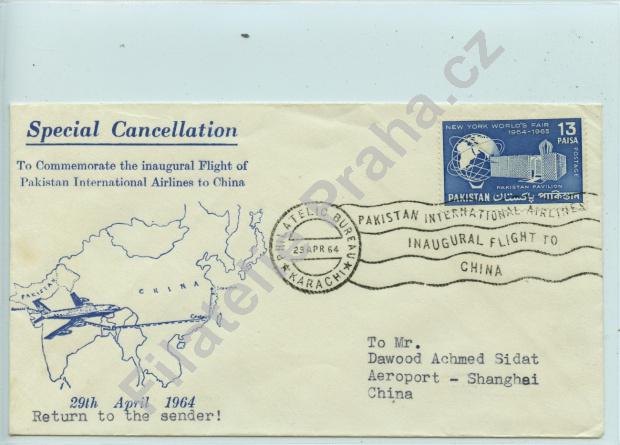 Special Cancellation
To Commemorate the inaugural Flight of
Pakistan International Airlines to China
NEW YORK WORLD'S FAIR
1964-1965
13
PAISA
POSTAGE
PAKISTAN PAVILION
PAKISTAN پاکستان পাকিস্তান
PHILATELIC BUREAU
29 APR 64
★ KARACHI ★
PAKISTAN INTERNATIONAL AIRLINES
INAUGURAL FLIGHT TO
CHINA
PAKISTAN
CHINA
Canton
To Mr.
Dawood Achmed Sidat
Aeroport - Shanghai
China
29th April 1964
Return to the sender!
Filatelie-Praha.cz